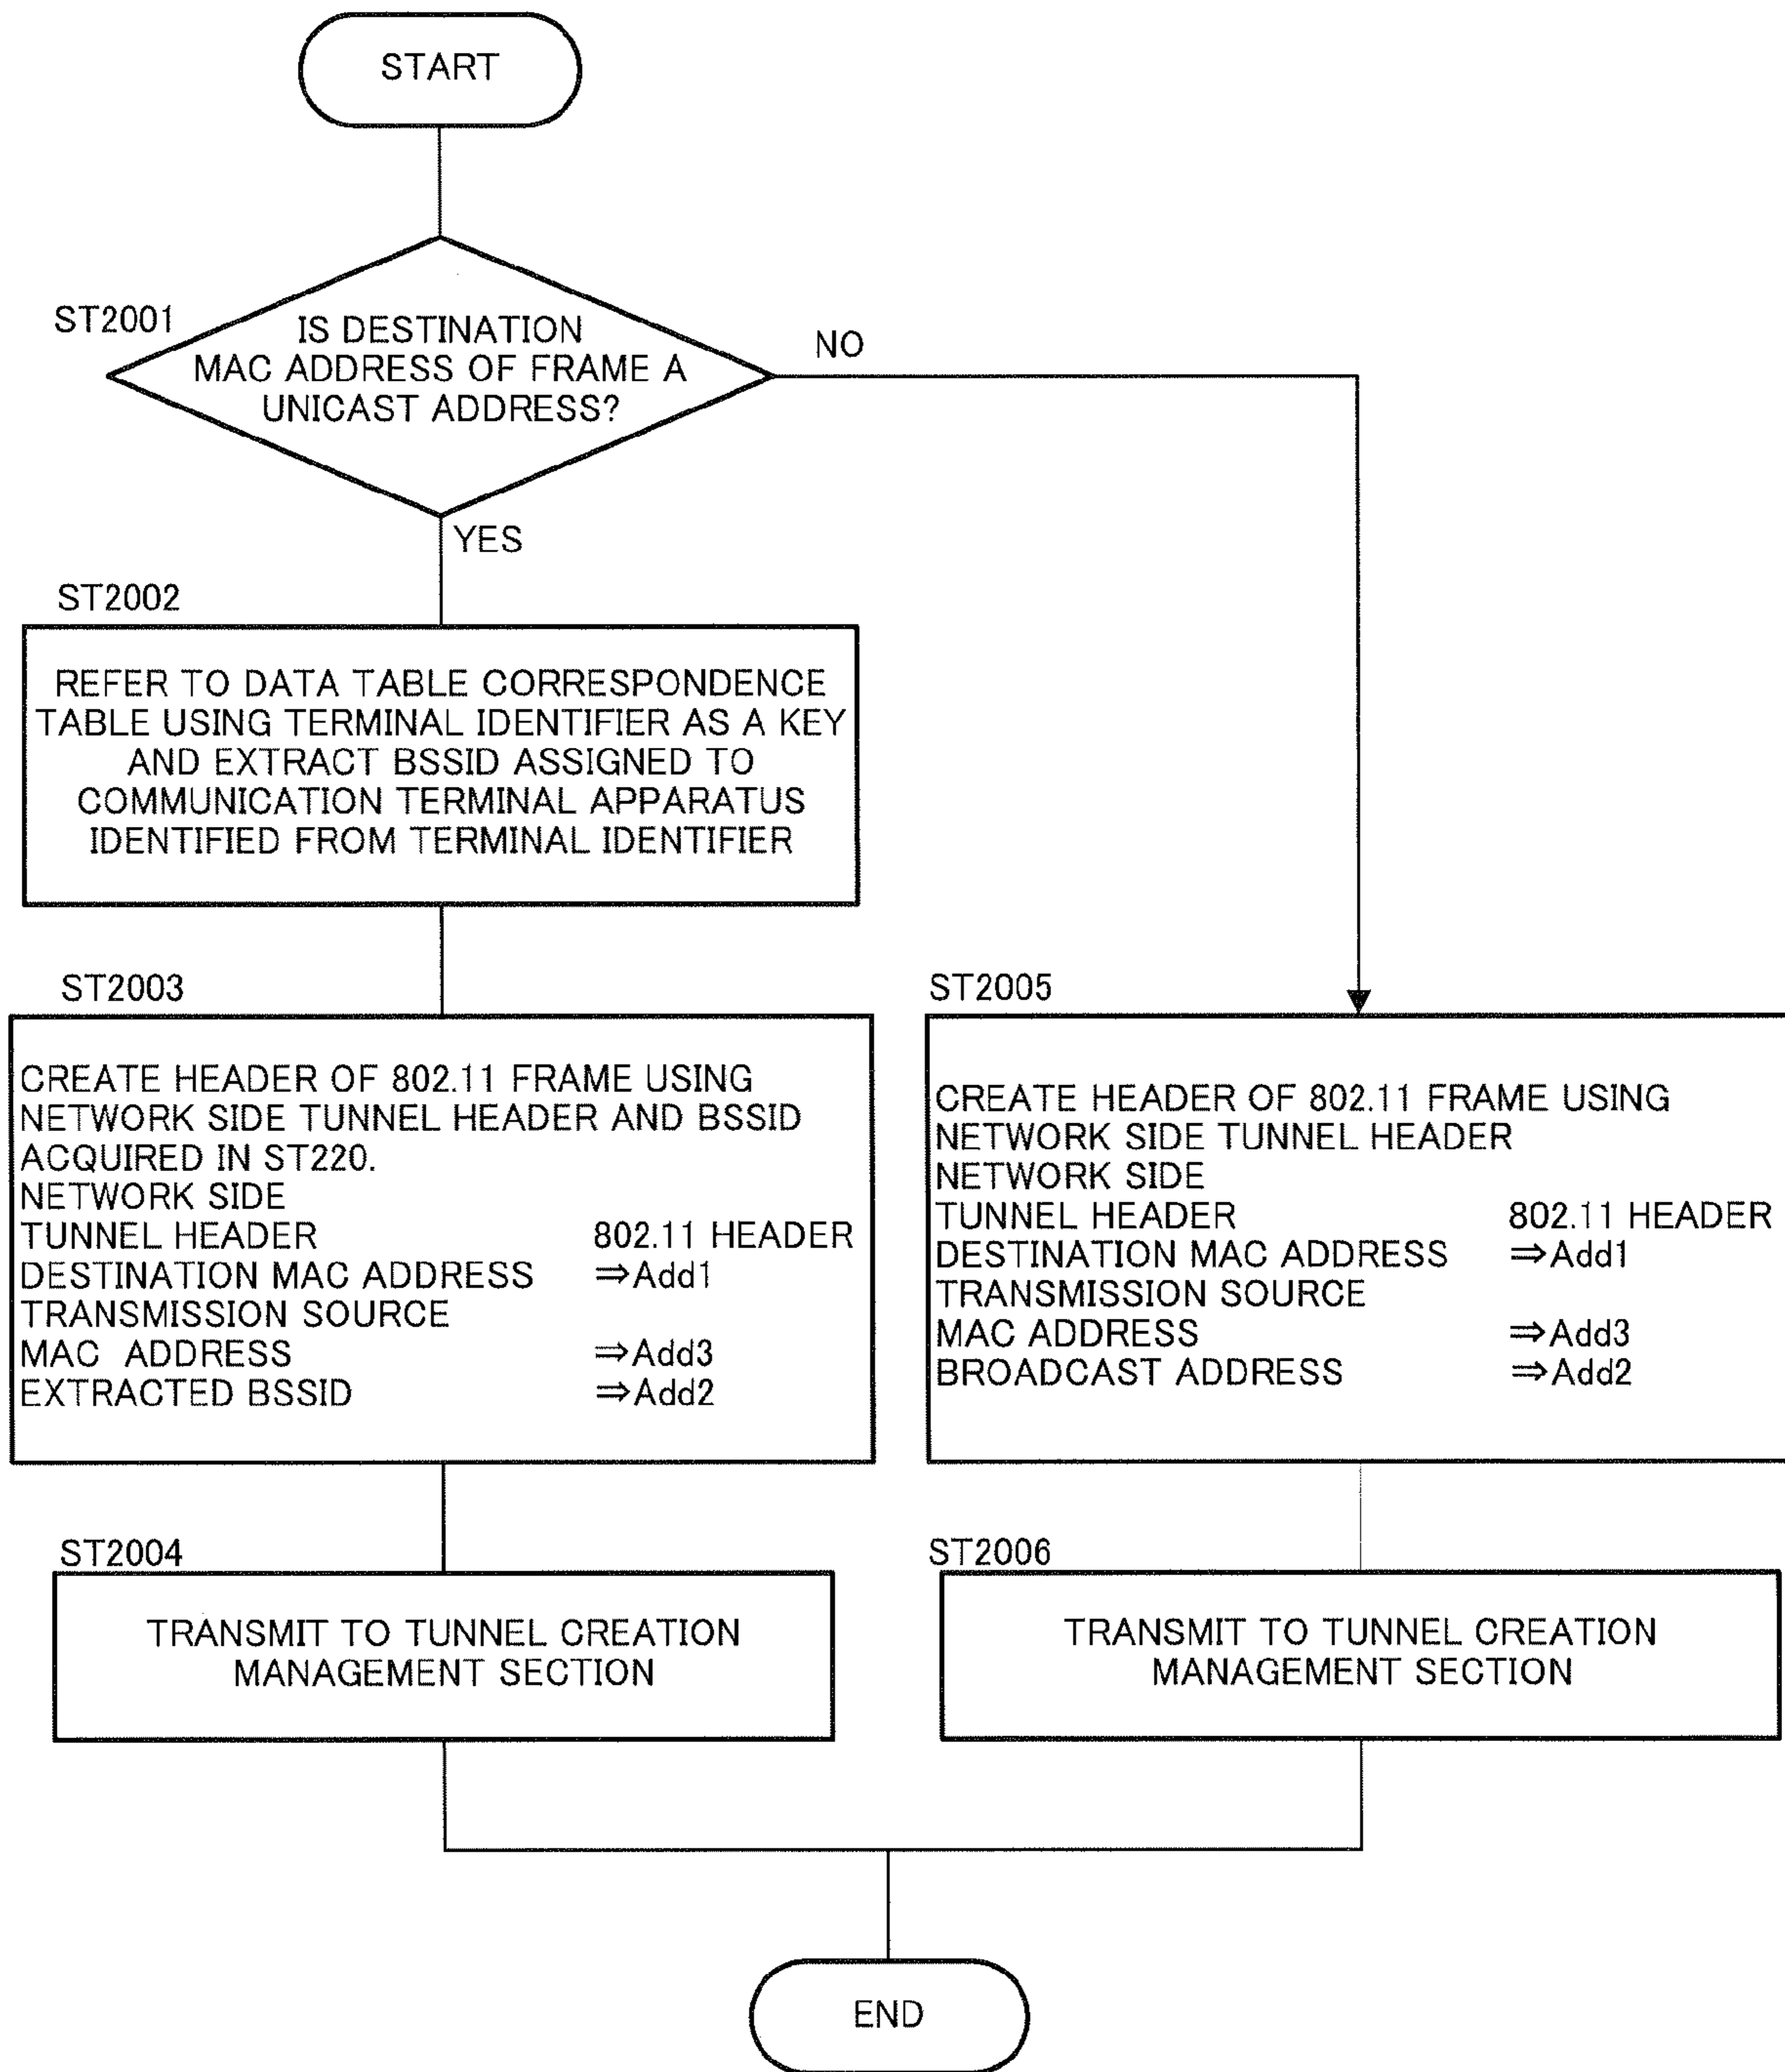 START
ST2001
IS DESTINATION
MAC ADDRESS OF FRAME A
UNICAST ADDRESS?
NO
YES
ST2002
REFER TO DATA TABLE CORRESPONDENCE
TABLE USING TERMINAL IDENTIFIER AS A KEY
AND EXTRACT BSSID ASSIGNED TO
COMMUNICATION TERMINAL APPARATUS
IDENTIFIED FROM TERMINAL IDENTIFIER
ST2003
CREATE HEADER OF 802.11 FRAME USING
NETWORK SIDE TUNNEL HEADER AND BSSID
ACQUIRED IN ST220.
NETWORK SIDE
TUNNEL HEADER 802.11 HEADER
DESTINATION MAC ADDRESS ⇒Add1
TRANSMISSION SOURCE
MAC ADDRESS ⇒Add3
EXTRACTED BSSID ⇒Add2
ST2005
CREATE HEADER OF 802.11 FRAME USING
NETWORK SIDE TUNNEL HEADER
NETWORK SIDE
TUNNEL HEADER 802.11 HEADER
DESTINATION MAC ADDRESS ⇒Add1
TRANSMISSION SOURCE
MAC ADDRESS ⇒Add3
BROADCAST ADDRESS ⇒Add2
ST2004
TRANSMIT TO TUNNEL CREATION
MANAGEMENT SECTION
ST2006
TRANSMIT TO TUNNEL CREATION
MANAGEMENT SECTION
END